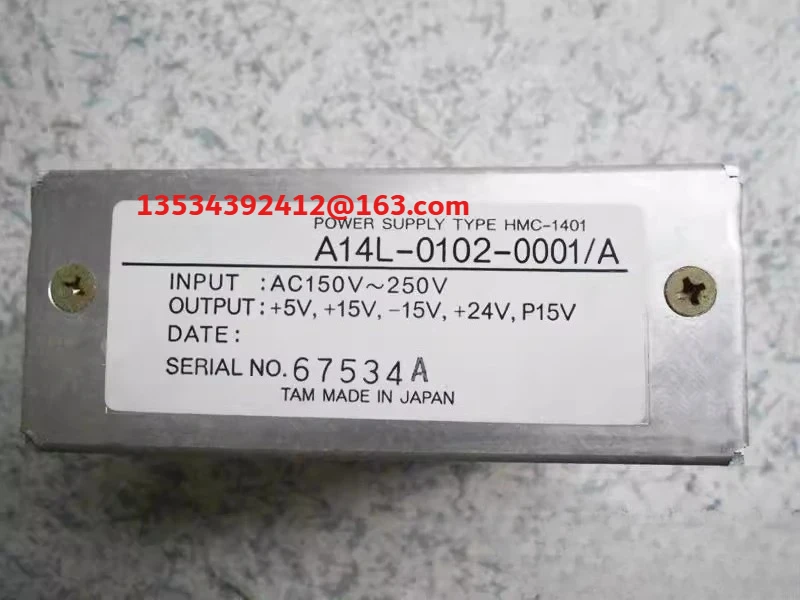 13534392412@163.com
POWER SUPPLY TYPE HMC-1401
A14L-0102-0001/A
INPUT :AC150V~250V
OUTPUT:+5V, +15V, -15V, +24V, P15V
DATE:
SERIAL NO. 67534A
TAM MADE IN JAPAN